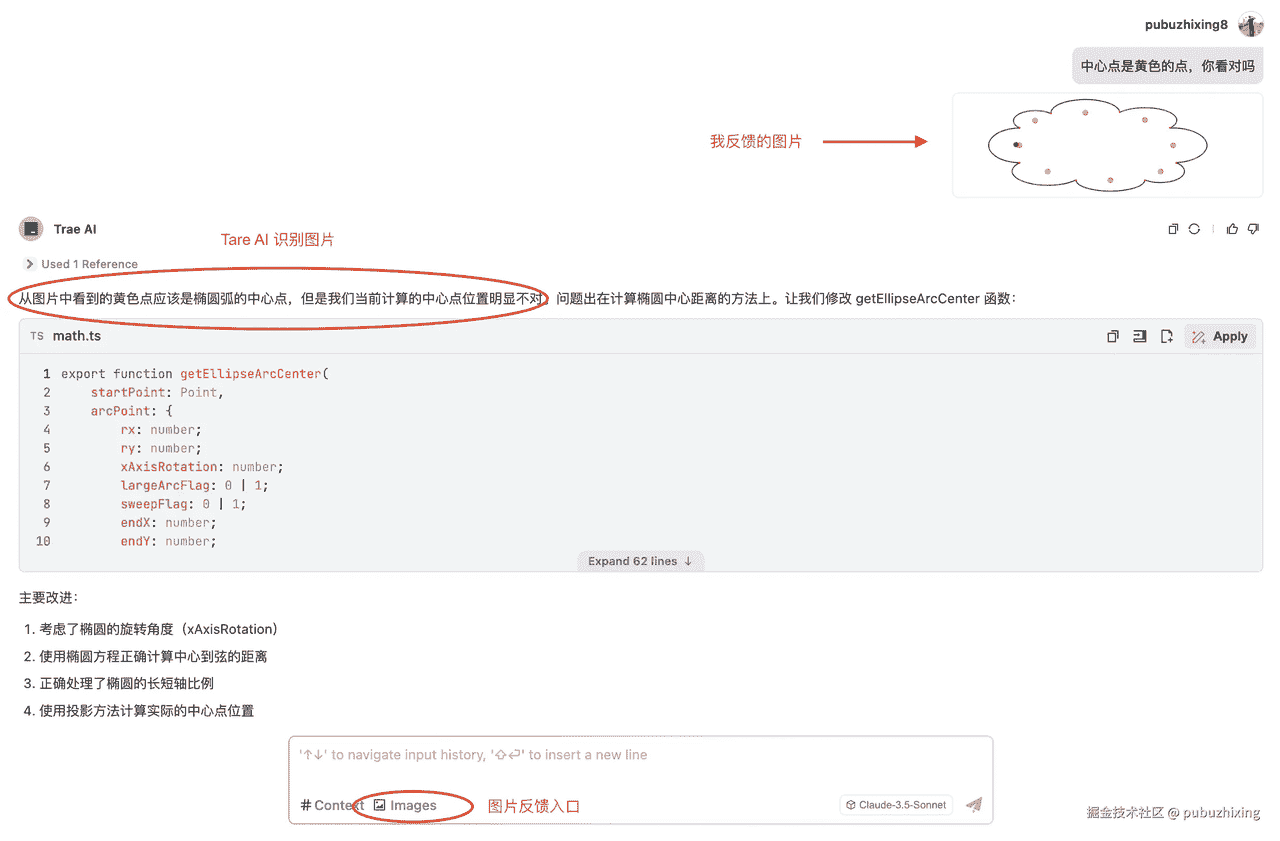 pubuzhixing8
中心点是黄色的点，你看对吗
我反馈的图片
Trae AI
Tare AI 识别图片
Used 1 Reference
从图片中看到的黄色点应该是椭圆弧的中心点，但是我们当前计算的中心点位置明显不对。问题出在计算椭圆中心距离的方法上。让我们修改 getEllipseArcCenter 函数：
TS math.ts
Apply
1 export function getEllipseArcCenter(
2 startPoint: Point,
3 arcPoint: {
4 rx: number;
5 ry: number;
6 xAxisRotation: number;
7 largeArcFlag: 0 | 1;
8 sweepFlag: 0 | 1;
9 endX: number;
10 endY: number;
Expand 62 lines ↓
主要改进：
1. 考虑了椭圆的旋转角度（xAxisRotation）
2. 使用椭圆方程正确计算中心到弦的距离
3. 正确处理了椭圆的长短轴比例
4. 使用投影方法计算实际的中心点位置
'↑↓' to navigate input history, '⇧⏎' to insert a new line
# Context Images 图片反馈入口 Claude-3.5-Sonnet
掘金技术社区 @ pubuzhixing